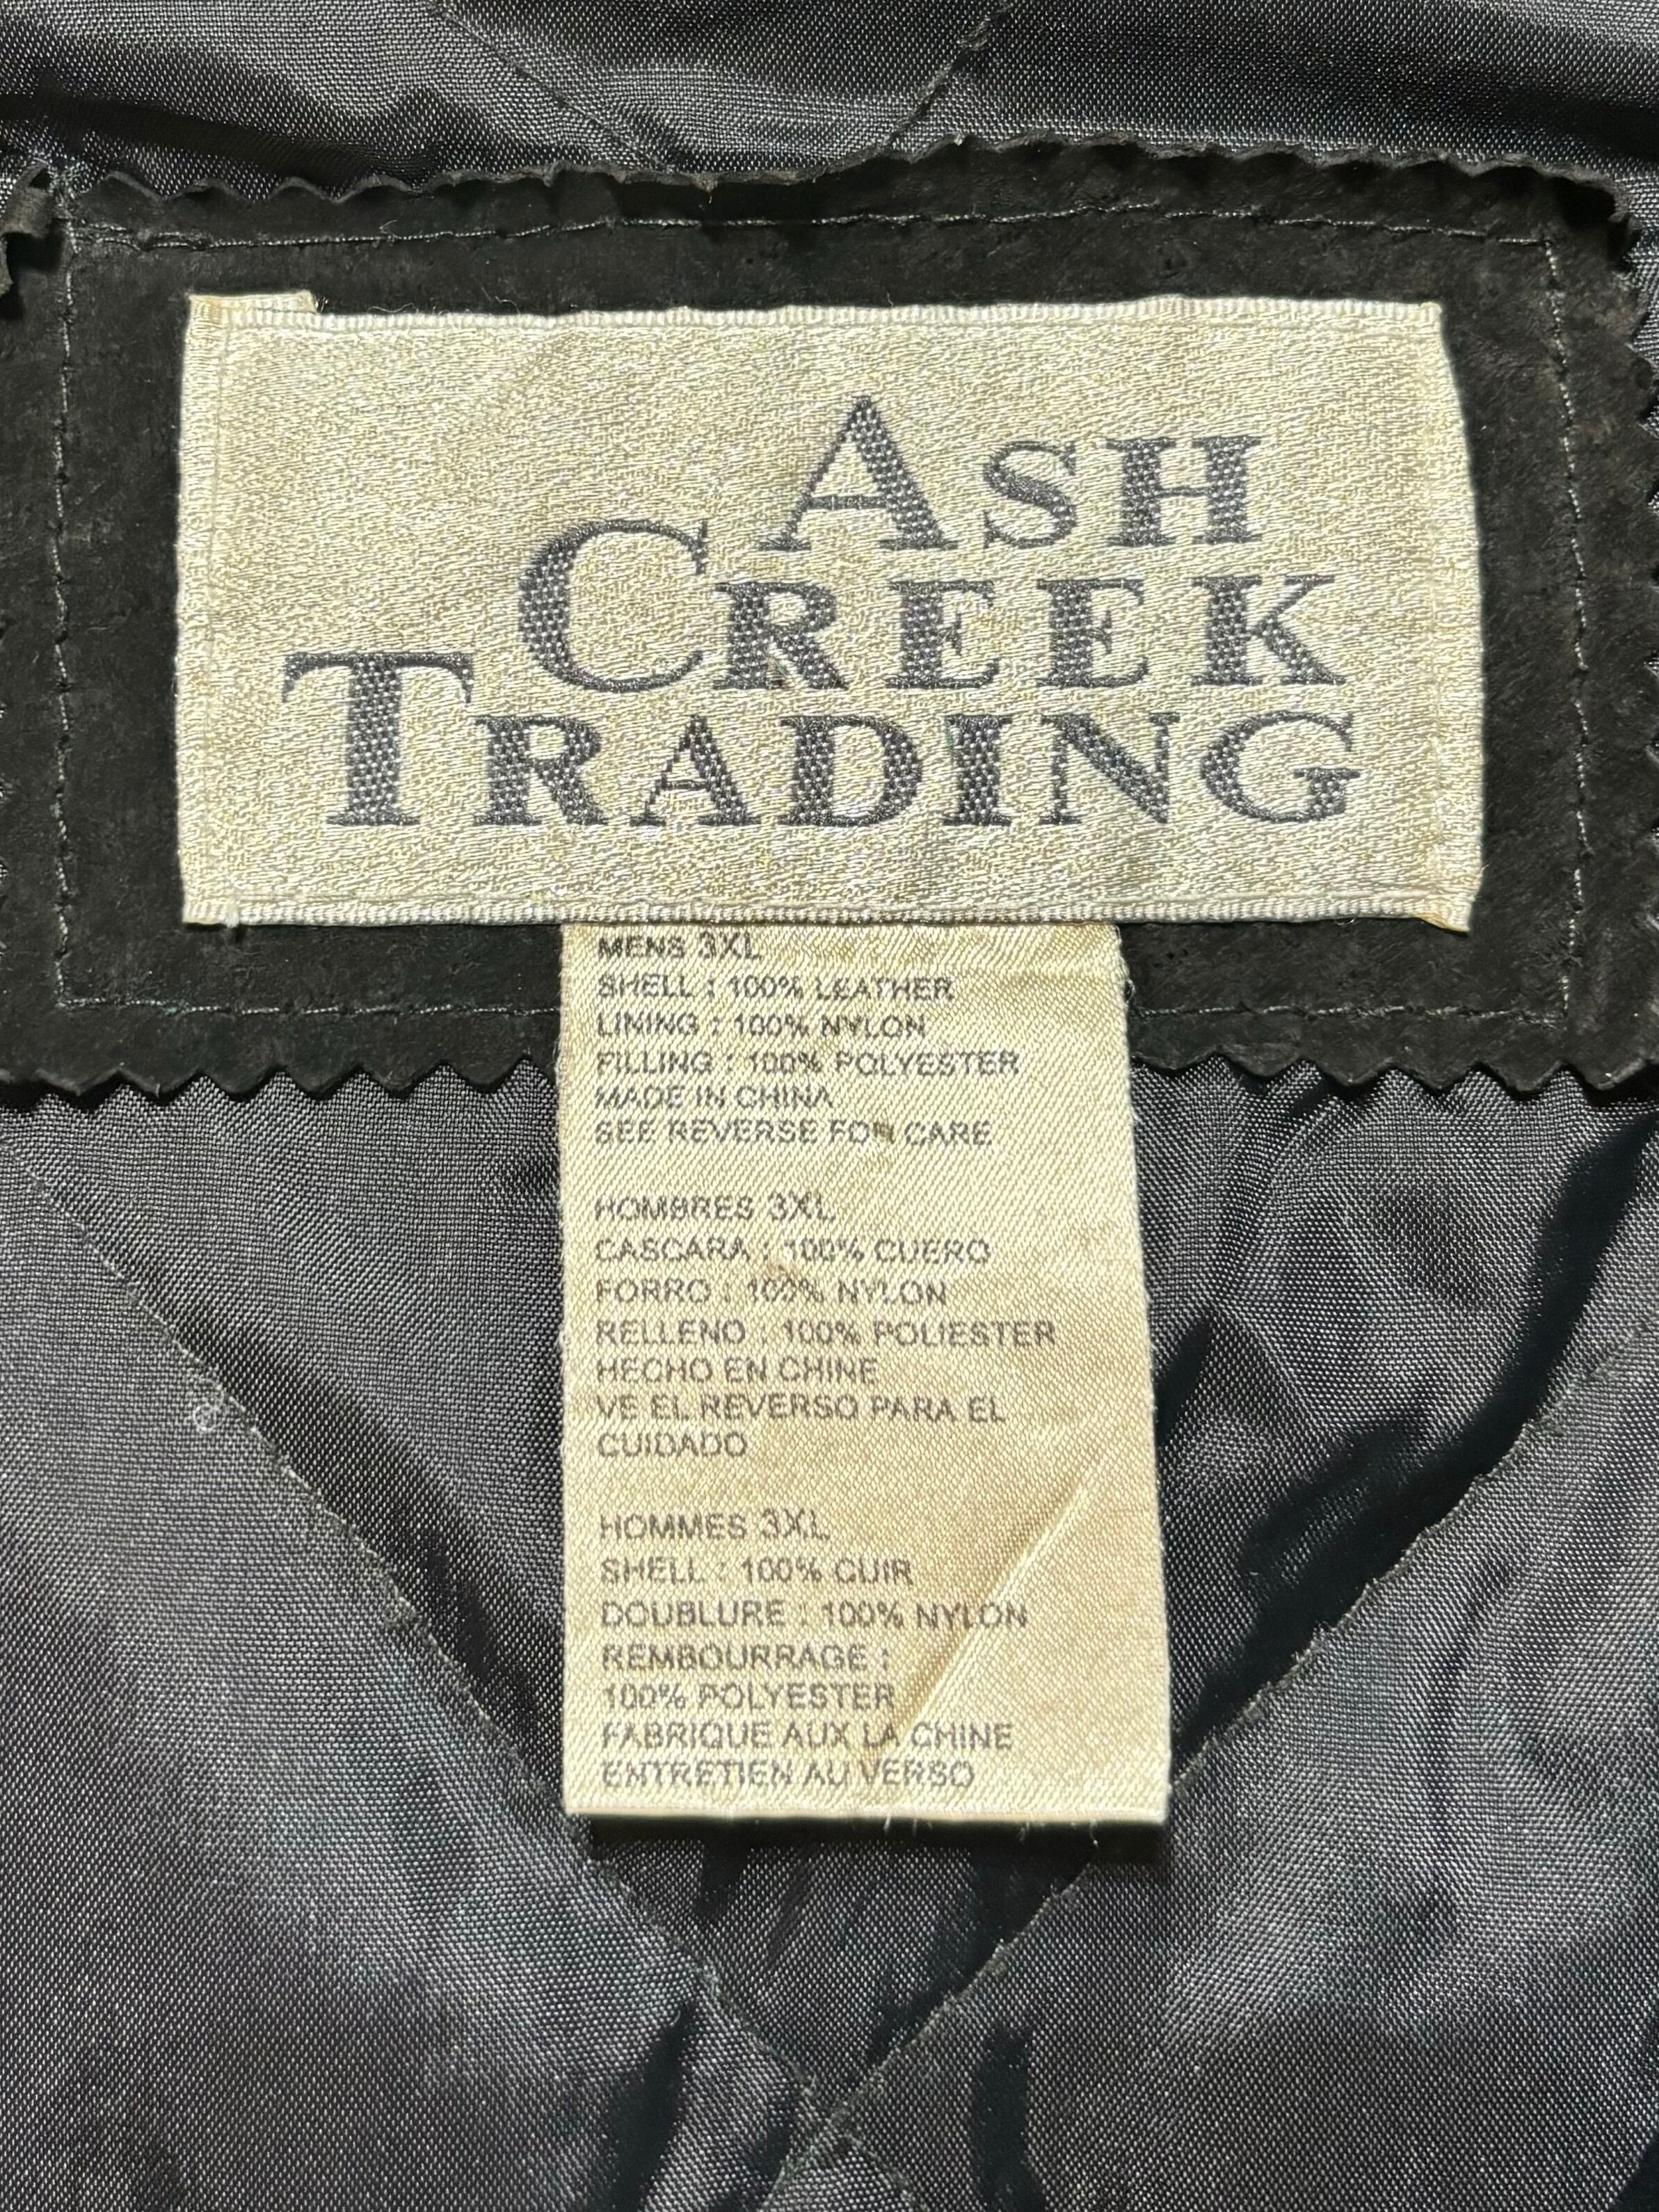 ASH
CREEK
TRADING
MENS 3XL
SHELL : 100% LEATHER
LINING : 100% NYLON
FILLING : 100% POLYESTER
MADE IN CHINA
SEE REVERSE FOR CARE
HOMBRES 3XL
CASCARA : 100% CUERO
FORRO : 100% NYLON
RELLENO : 100% POLIESTER
HECHO EN CHINE
VE EL REVERSO PARA EL
CUIDADO
HOMMES 3XL
SHELL : 100% CUIR
DOUBLURE : 100% NYLON
REMBOURRAGE :
100% POLYESTER
FABRIQUE AUX LA CHINE
ENTRETIEN AU VERSO